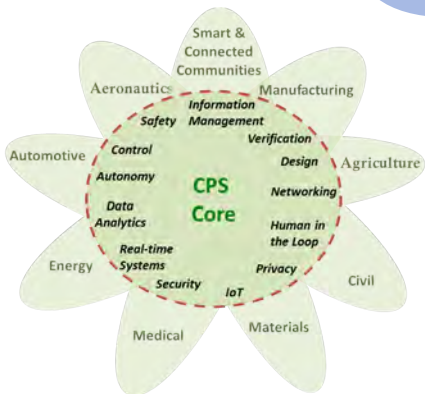 Smart &
Connected
Communities
Aeronautics
Manufacturing
Automotive
Agriculture
Energy
Civil
Medical
Materials
Information
Management
Safety
Verification
Control
Design
Autonomy
Networking
Data
Analytics
Human in
the Loop
Real-time
Systems
Privacy
Security
IoT
CPS
Core